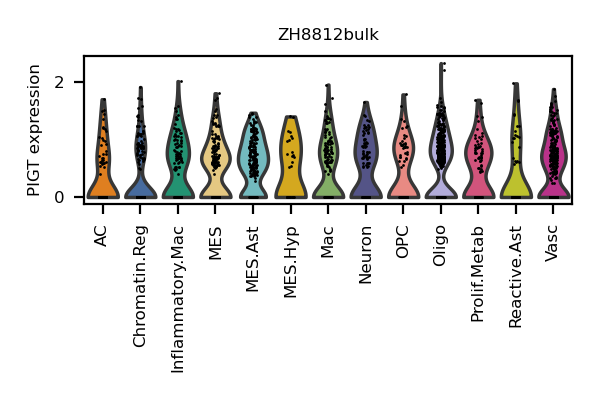 ZH8812bulk
PIGT expression
2
0
AC
Chromatin.Reg
Inflammatory.Mac
MES
MES.Ast
MES.Hyp
Mac
Neuron
OPC
Oligo
Prolif.Metab
Reactive.Ast
Vasc